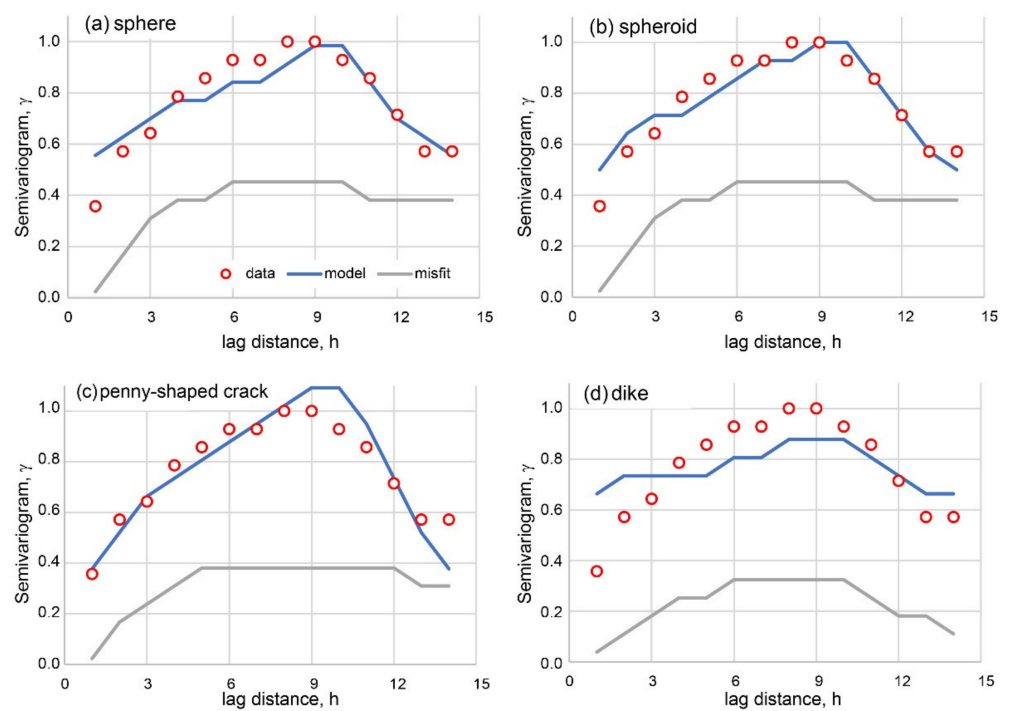 (a) sphere
1.0
0.8
0.6
0.4
0.2
0.0
Semivariogram, γ
data model misfit
0 3 6 9 12 15
lag distance, h
(b) spheroid
1.0
0.8
0.6
0.4
0.2
0.0
Semivariogram, γ
0 3 6 9 12 15
lag distance, h
(c) penny-shaped crack
1.0
0.8
0.6
0.4
0.2
0.0
Semivariogram, γ
0 3 6 9 12 15
lag distance, h
(d) dike
1.0
0.8
0.6
0.4
0.2
0.0
Semivariogram, γ
0 3 6 9 12 15
lag distance, h